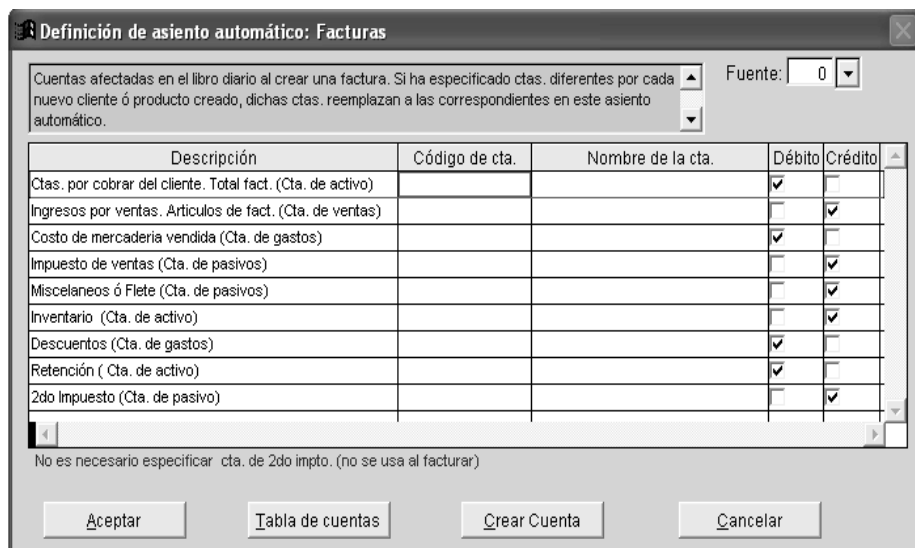 Definición de asiento automático: Facturas
Cuentas afectadas en el libro diario al crear una factura. Si ha especificado ctas. diferentes por cada
nuevo cliente ó producto creado, dichas ctas. reemplazan a las correspondientes en este asiento
automático.
Fuente: 0
Descripción Código de cta. Nombre de la cta. Débito Crédito
Ctas. por cobrar del cliente. Total fact. (Cta. de activo)
Ingresos por ventas. Articulos de fact. (Cta. de ventas)
Costo de mercaderia vendida (Cta. de gastos)
Impuesto de ventas (Cta. de pasivos)
Miscelaneos ó Flete (Cta. de pasivos)
Inventario (Cta. de activo)
Descuentos (Cta. de gastos)
Retención ( Cta. de activo)
2do Impuesto (Cta. de pasivo)
No es necesario especificar cta. de 2do impto. (no se usa al facturar)
Aceptar Tabla de cuentas Crear Cuenta Cancelar